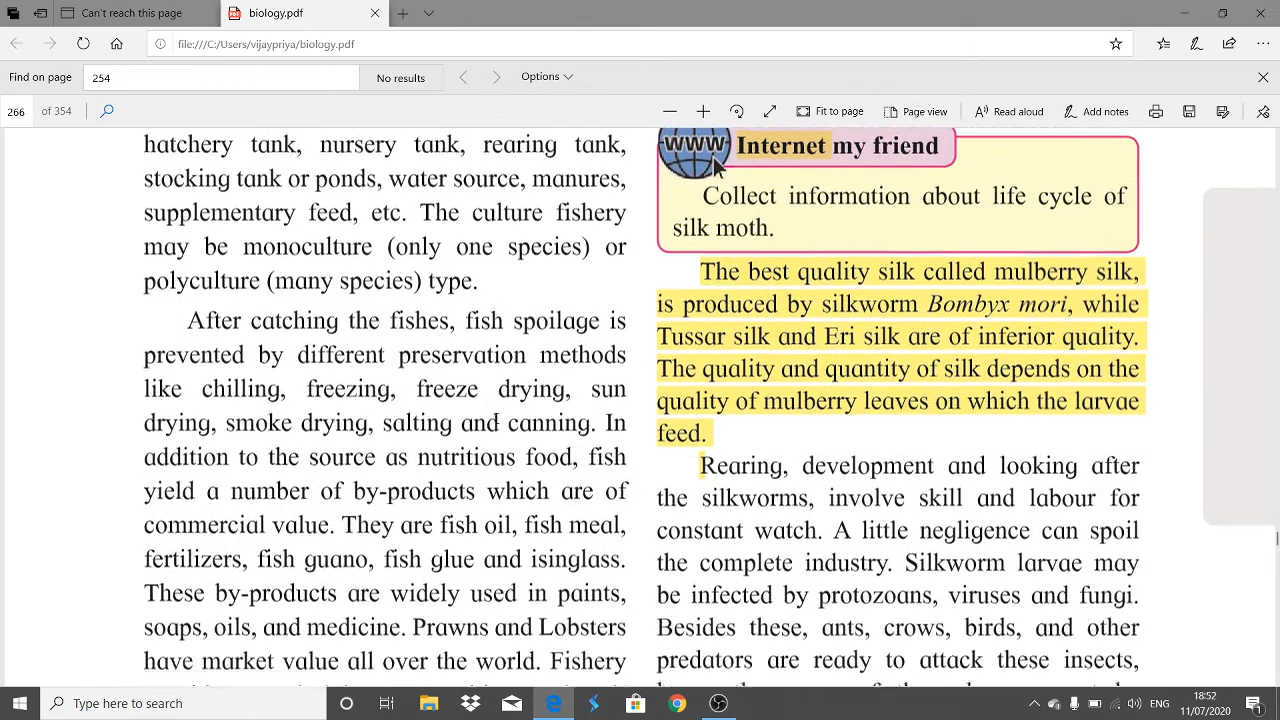 Can't reach this page
biology.pdf
file:///C:/Users/vijaypriya/biology.pdf
Find on page
254
No results
Options
266
of 354
Fit to page
Page view
Read aloud
Add notes
hatchery tank, nursery tank, rearing tank,
stocking tank or ponds, water source, manures,
supplementary feed, etc. The culture fishery
may be monoculture (only one species) or
polyculture (many species) type.
After catching the fishes, fish spoilage is
prevented by different preservation methods
like chilling, freezing, freeze drying, sun
drying, smoke drying, salting and canning. In
addition to the source as nutritious food, fish
yield a number of by-products which are of
commercial value. They are fish oil, fish meal,
fertilizers, fish guano, fish glue and isinglass.
These by-products are widely used in paints,
soaps, oils, and medicine. Prawns and Lobsters
have market value all over the world. Fishery
www
Internet my friend
Collect information about life cycle of
silk moth.
The best quality silk called mulberry silk,
is produced by silkworm Bombyx mori, while
Tussar silk and Eri silk are of inferior quality.
The quality and quantity of silk depends on the
quality of mulberry leaves on which the larvae
feed.
Rearing, development and looking after
the silkworms, involve skill and labour for
constant watch. A little negligence can spoil
the complete industry. Silkworm larvae may
be infected by protozoans, viruses and fungi.
Besides these, ants, crows, birds, and other
predators are ready to attack these insects,
Type here to search
ENG
18:52
11/07/2020